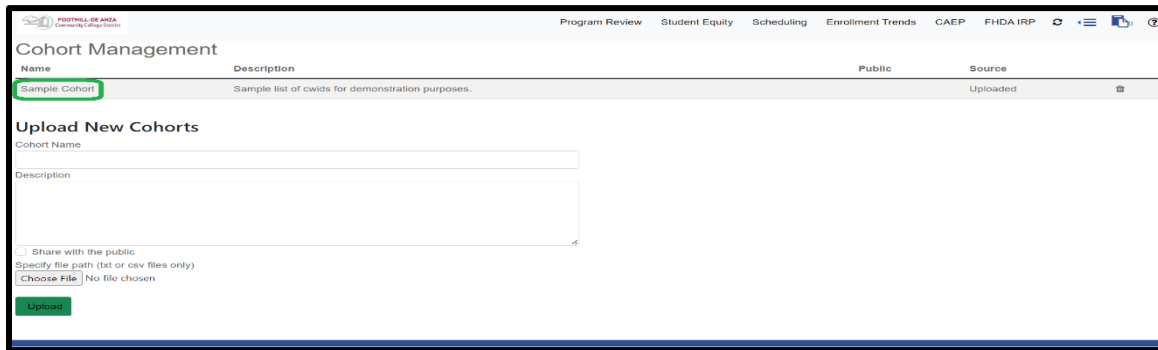 FOOTHILL-DE ANZA
Community College District
Program Review Student Equity Scheduling Enrollment Trends CAEP FHDA IRP
Cohort Management
Name Description Public Source
Sample Cohort Sample list of cwids for demonstration purposes. Uploaded
Upload New Cohorts
Cohort Name
Description
Share with the public
Specify file path (txt or csv files only)
Choose File No file chosen
Upload